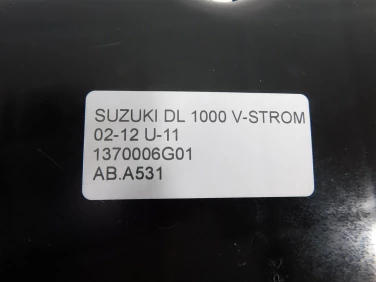 SUZUKI DL 1000 V-STROM
02-12 U-11
1370006G01
AB.A531